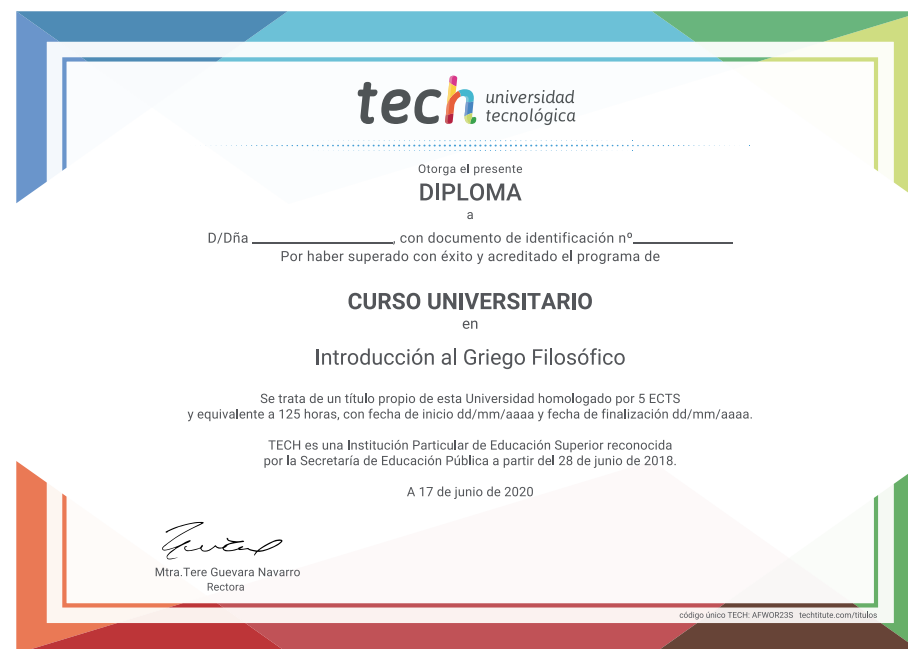 tech universidad
tecnológica
Otorga el presente
DIPLOMA
a
D/Dña ____________________, con documento de identificación nº______________
Por haber superado con éxito y acreditado el programa de
CURSO UNIVERSITARIO
en
Introducción al Griego Filosófico
Se trata de un título propio de esta Universidad homologado por 5 ECTS
y equivalente a 125 horas, con fecha de inicio dd/mm/aaaa y fecha de finalización dd/mm/aaaa.
TECH es una Institución Particular de Educación Superior reconocida
por la Secretaría de Educación Pública a partir del 28 de junio de 2018.
A 17 de junio de 2020
Mtra.Tere Guevara Navarro
Rectora
código único TECH: AFWOR23S techtitute.com/titulos